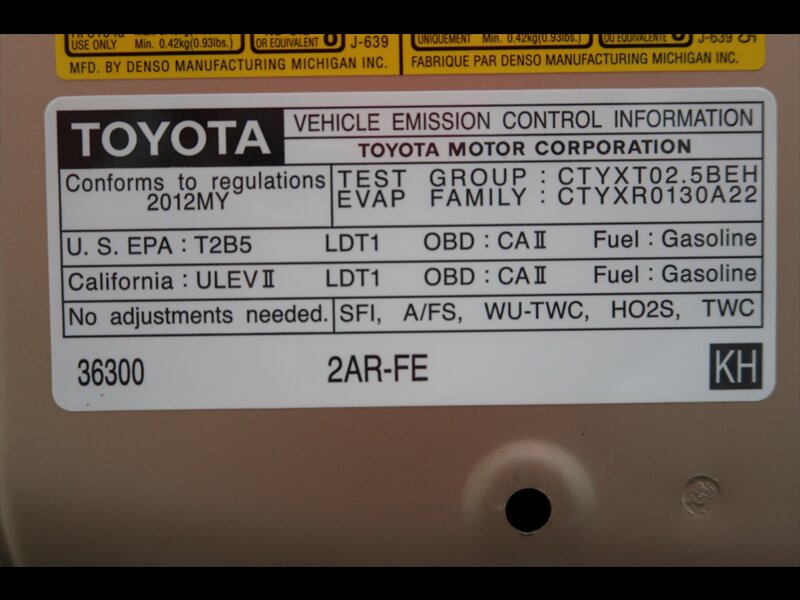 USE ONLY Min. 0.42kg(0.93lbs.) OR EQUIVALENT 6 J-639
MFD. BY DENSO MANUFACTURING MICHIGAN INC.
UNIQUEMENT Min. 0.42kg(0.93lbs.) OU EQUIVALENTE 6 J-639
FABRIQUE PAR DENSO MANUFACTURING MICHIGAN INC.
TOYOTA
VEHICLE EMISSION CONTROL INFORMATION
TOYOTA MOTOR CORPORATION
Conforms to regulations
2012MY
TEST GROUP : CTYXT02.5BEH
EVAP FAMILY : CTYXR0130A22
U. S. EPA : T2B5 LDT1 OBD : CAⅡ Fuel : Gasoline
California : ULEVⅡ LDT1 OBD : CAⅡ Fuel : Gasoline
No adjustments needed. SFI, A/FS, WU-TWC, HO2S, TWC
36300 2AR-FE KH